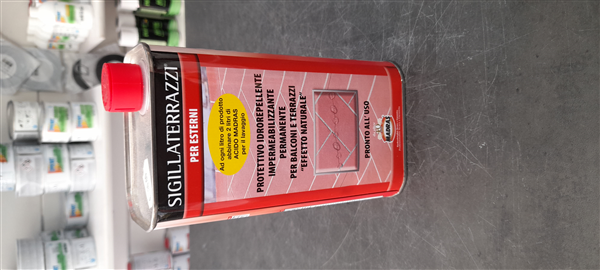 SIGILLATERRAZZI
PER ESTERNI
Ad ogni litro di prodotto
abbinare 2 litri di
ACIDO MADRAS
per il lavaggio
PROTETTIVO IDROREPELLENTE
IMPERMEABILIZZANTE
PERMANENTE
PER BALCONI E TERRAZZI
"EFFETTO NATURALE"
PRONTO ALL'USO
MADRAS